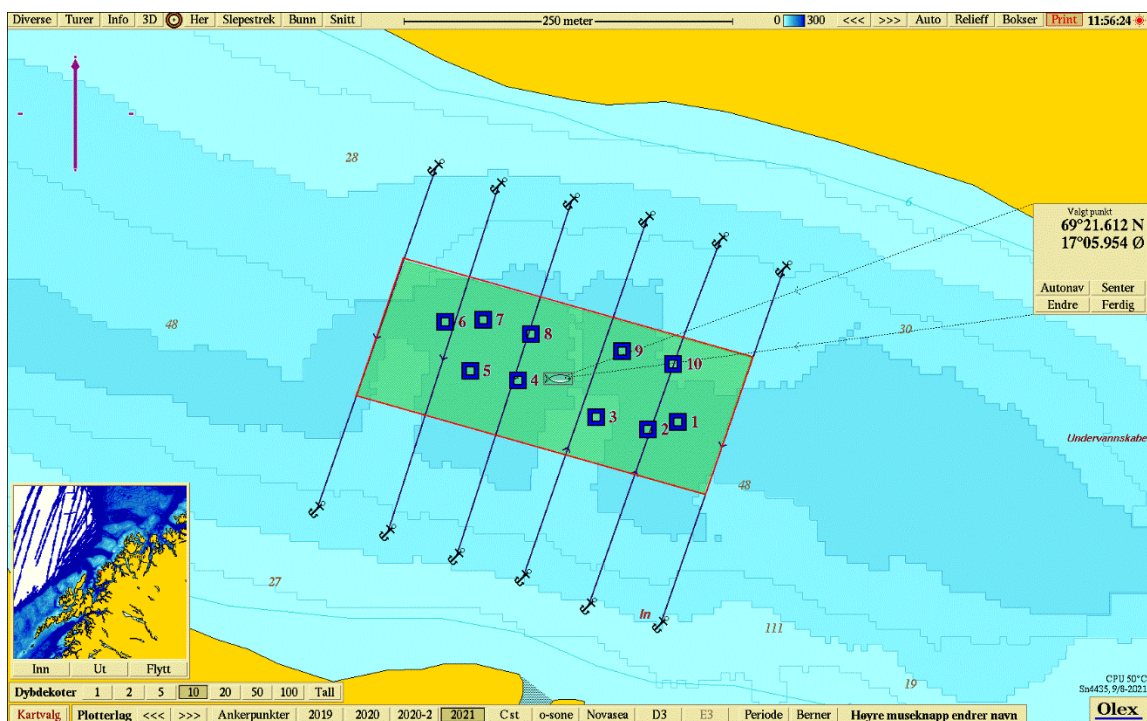 Diverse Turer Info 3D Her Slepestrek Bunn Snitt 250 meter 0 300 <<< >>> Auto Relieff Bokser Print 11:56:24
28
6
Valgt punkt
69°21.612 N
17°05.954 Ø
Autonav Senter
Endre Ferdig
48
30
6 7 8
9
10
5 4
3 2 1
Undervannskabe
48
27
In
111
19
Inn Ut Flytt
CPU 50°C
Sn4435, 9/8-2021
Dybdekoter 1 2 5 10 20 50 100 Tall
Olex
Kartvalg Plotterlag <<< >>> Ankerpunkter 2019 2020 2020-2 2021 C st o-sone Novasea D3 E3 Periode Berner Høyre museknapp endrer navn